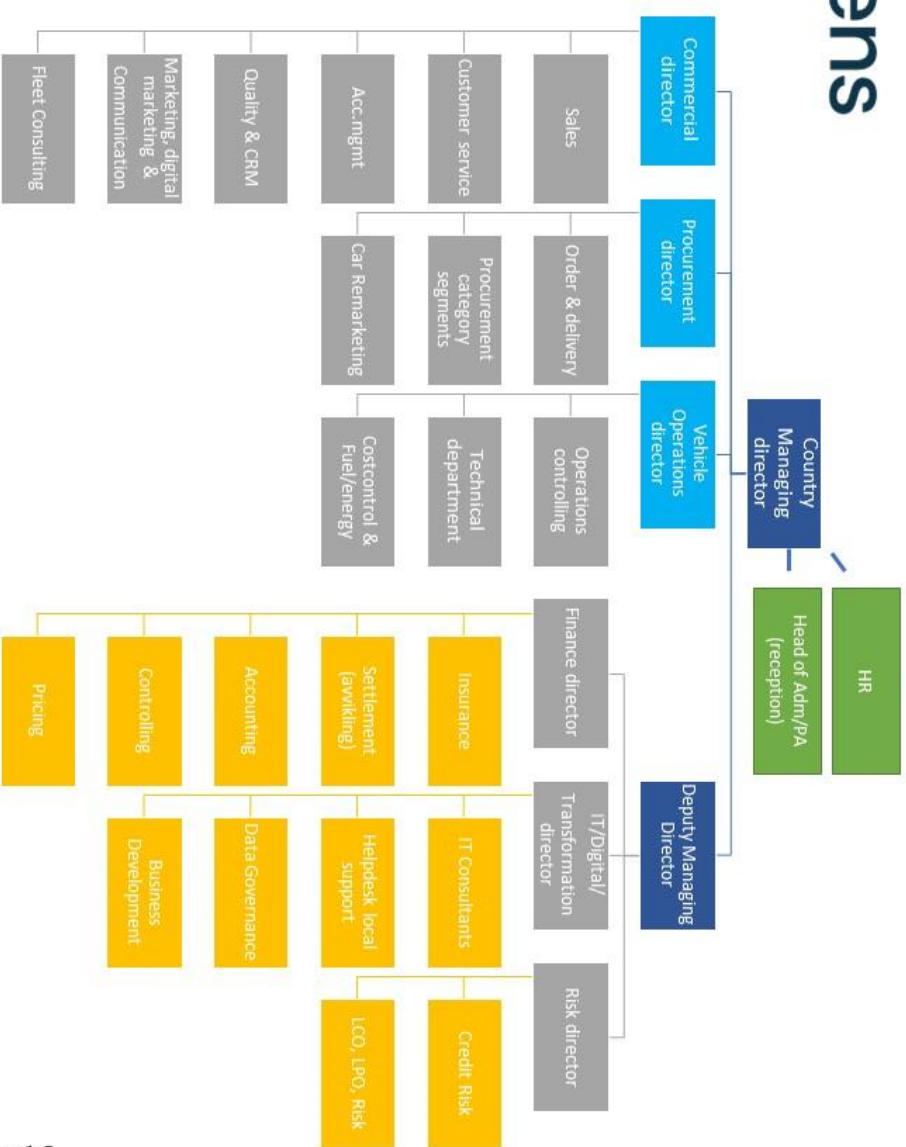 ens
HR
Head of Adm/PA
(reception)
Country
Managing
director
Commercial
director
Procurement
director
Vehicle
Operations
director
Deputy Managing
Director
Sales
Customer service
Acc.mgmt
Quality & CRM
Marketing, digital
marketing &
Communication
Fleet Consulting
Order & delivery
Procurement
category
segments
Car Remarketing
Operations
controlling
Technical
department
Costcontrol &
Fuel/energy
Finance director
IT/Digital/
Transformation
director
Risk director
Insurance
Settlement
(avvikling)
Accounting
Controlling
Pricing
IT Consultants
Helpdesk local
support
Data Governance
Business
Development
Credit Risk
LCO, LPO, Risk